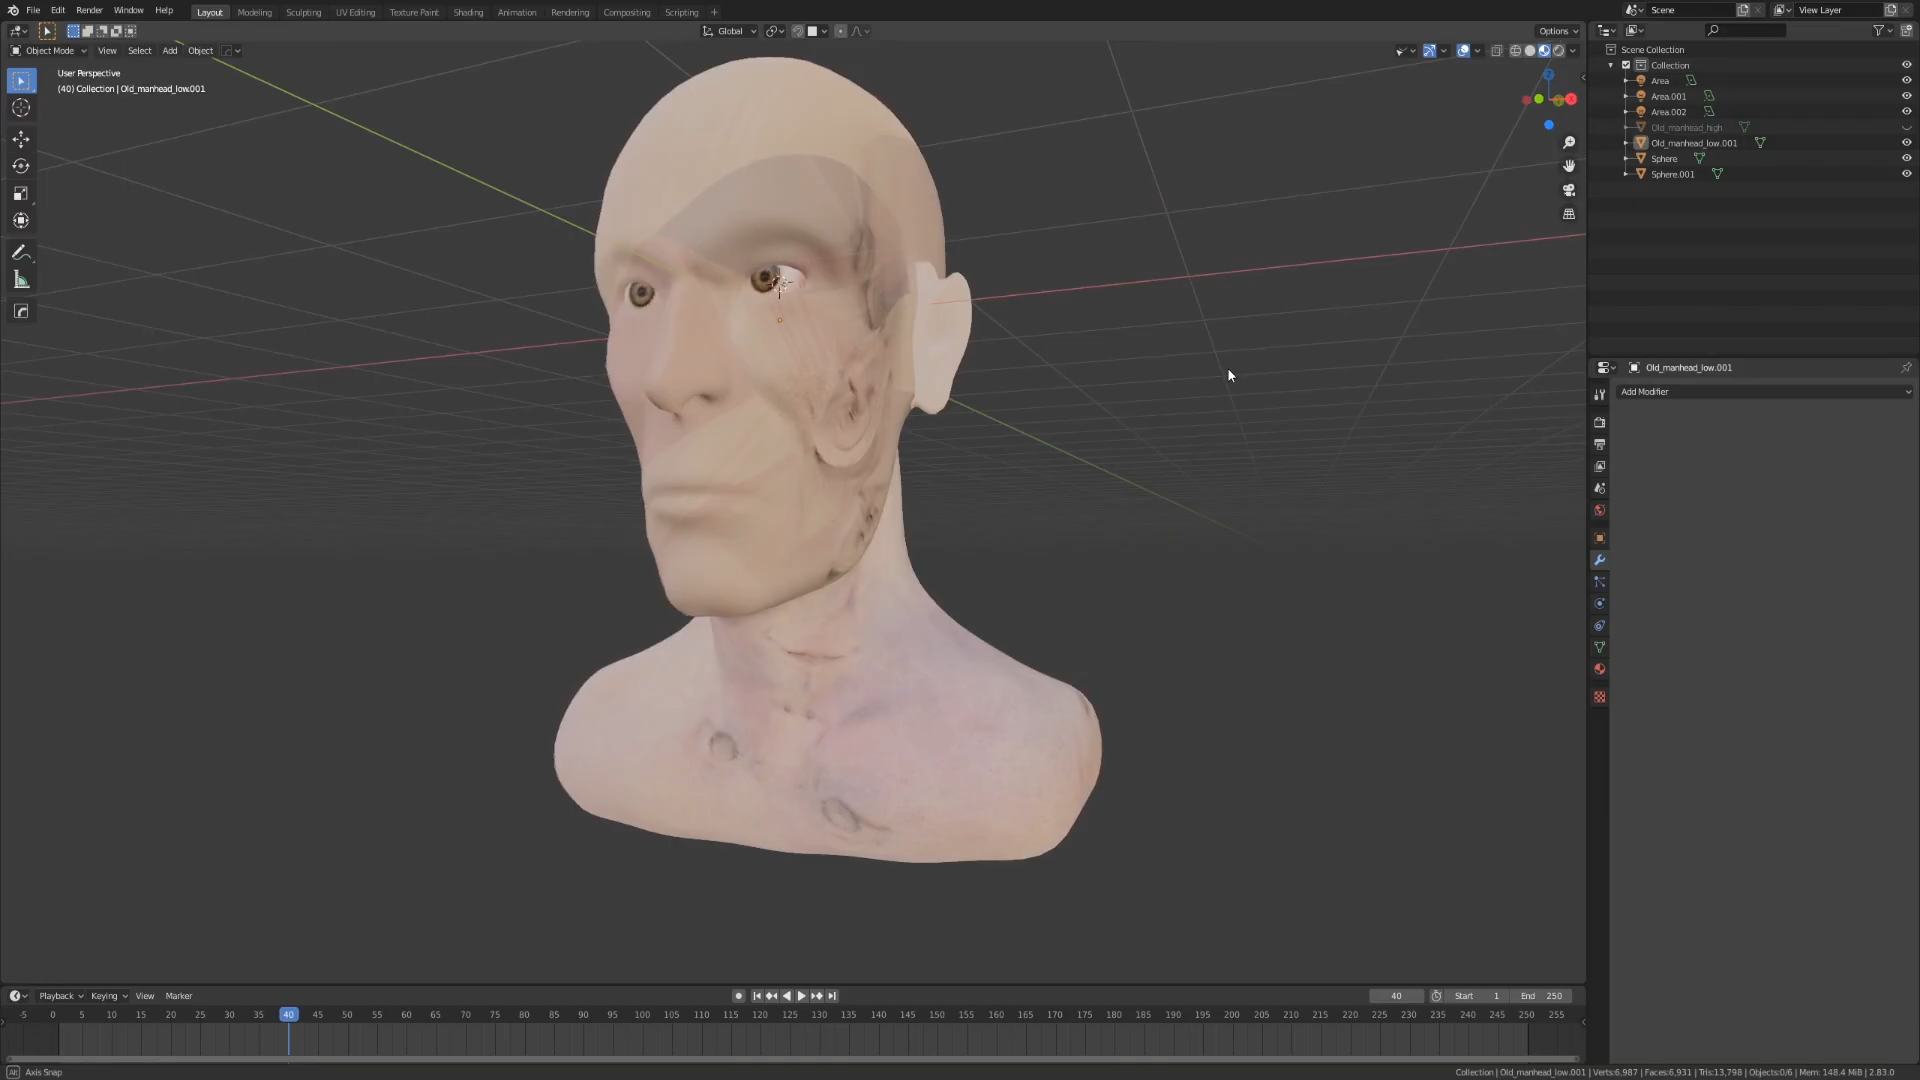 File Edit Render Window Help Layout Modeling Sculpting UV Editing Texture Paint Shading Animation Rendering Compositing Scripting + Scene View Layer
Global Options
Object Mode View Select Add Object
User Perspective
(40) Collection | Old_manhead_low.001
Z
X
Scene Collection
Collection
Area
Area.001
Area.002
Old_manhead_high
Old_manhead_low.001
Sphere
Sphere.001
Old_manhead_low.001
Add Modifier
Playback Keying View Marker 40 Start 1 End 250
-5 0 5 10 15 20 25 30 35 40 45 50 55 60 65 70 75 80 85 90 95 100 105 110 115 120 125 130 135 140 145 150 155 160 165 170 175 180 185 190 195 200 205 210 215 220 225 230 235 240 245 250 255
Alt Axis Snap Collection | Old_manhead_low.001 | Verts:6,987 | Faces:6,931 | Tris:13,798 | Objects:0/6 | Mem: 148.4 MiB | 2.83.0